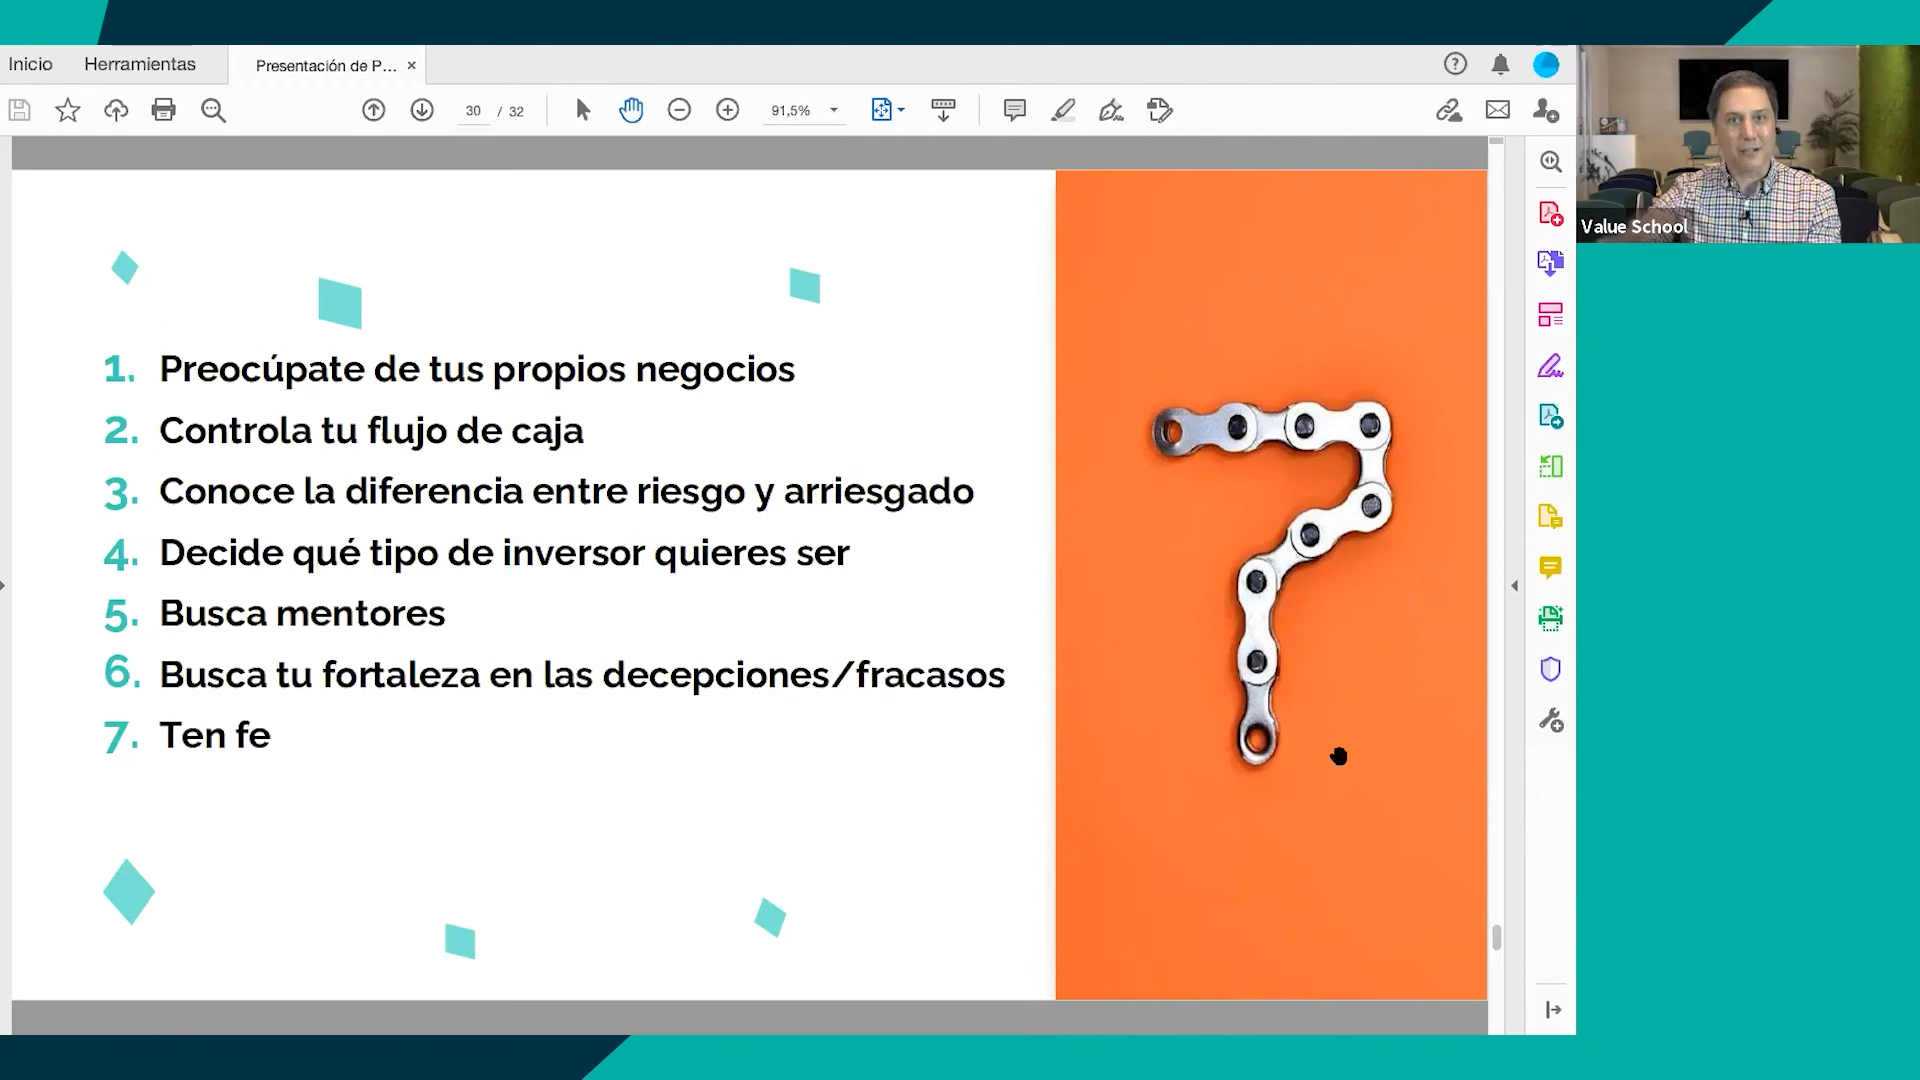 Inicio
Herramientas
Presentación de P... ×
30 / 32
91,5%
Value School
1. Preocúpate de tus propios negocios
2. Controla tu flujo de caja
3. Conoce la diferencia entre riesgo y arriesgado
4. Decide qué tipo de inversor quieres ser
5. Busca mentores
6. Busca tu fortaleza en las decepciones/fracasos
7. Ten fe